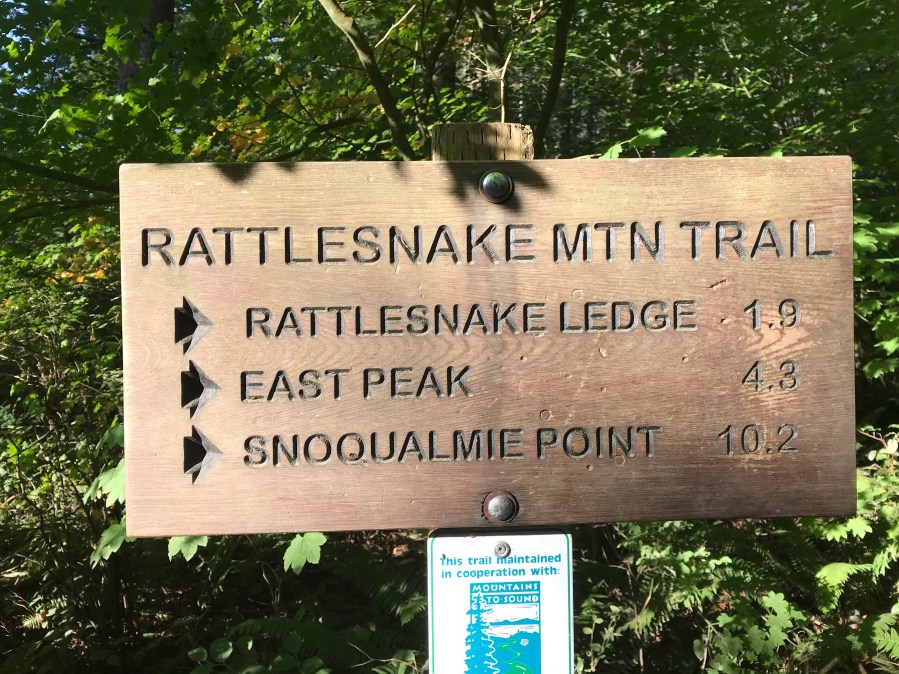 RATTLESNAKE MTN TRAIL
RATTLESNAKE LEDGE 1.9
EAST PEAK 4.3
SNOQUALMIE POINT 10.2
This trail maintained
in cooperation with:
MOUNTAINS
TO·SOUND